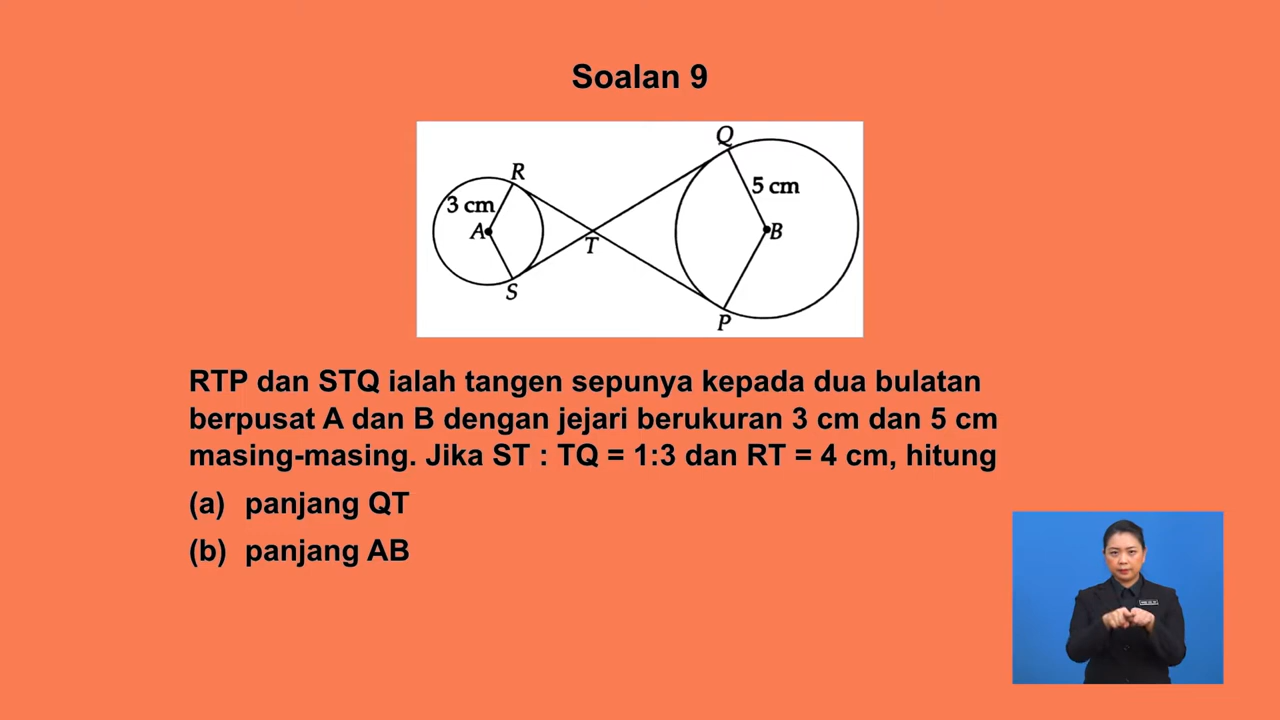 Soalan 9
Q
R
5 cm
3 cm
A
B
T
S
P
RTP dan STQ ialah tangen sepunya kepada dua bulatan
berpusat A dan B dengan jejari berukuran 3 cm dan 5 cm
masing-masing. Jika ST : TQ = 1:3 dan RT = 4 cm, hitung
(a) panjang QT
(b) panjang AB